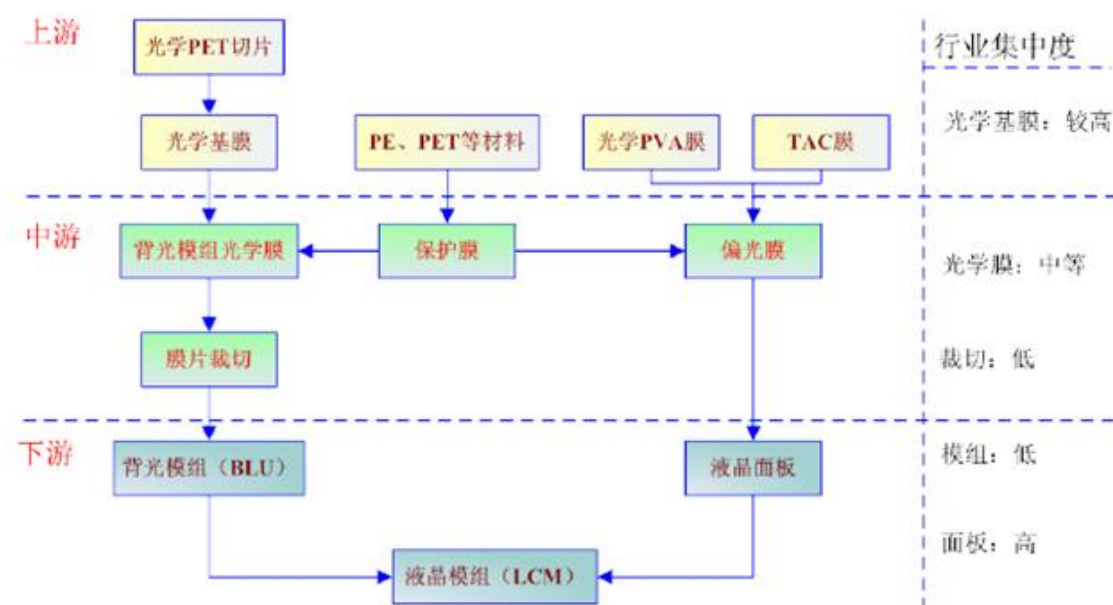 上游
光学PET切片
行业集中度
光学基膜
PE、PET等材料
光学PVA膜
TAC膜
光学基膜：较高
中游
背光模组光学膜
保护膜
偏光膜
光学膜：中等
膜片裁切
裁切：低
下游
背光模组（BLU）
液晶面板
模组：低
面板：高
液晶模组（LCM）